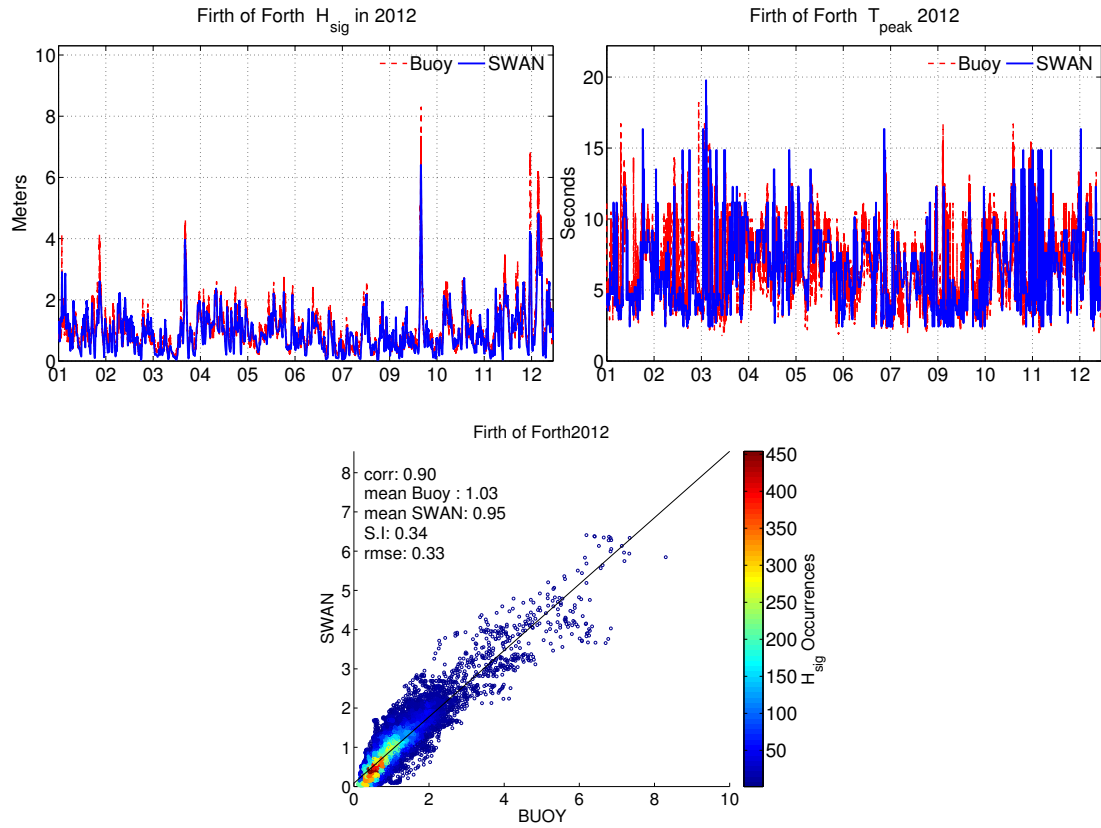 Firth of Forth H_sig in 2012
Buoy SWAN
Meters
10
8
6
4
2
0
01 02 03 04 05 06 07 08 09 10 11 12
Firth of Forth T_peak 2012
Buoy SWAN
Seconds
20
15
10
5
0
01 02 03 04 05 06 07 08 09 10 11 12
Firth of Forth2012
corr: 0.90
mean Buoy : 1.03
mean SWAN: 0.95
S.I: 0.34
rmse: 0.33
SWAN
8
7
6
5
4
3
2
1
0
0 2 4 6 8 10
BUOY
450
400
350
300
250
200
150
100
50
H_sig Occurrences